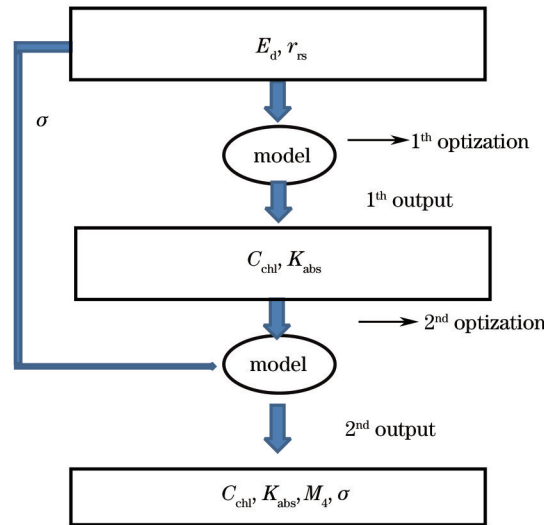 E_d, r_rs
σ
model
1th optization
1th output
C_chl, K_abs
2nd optization
model
2nd output
C_chl, K_abs, M_4, σ